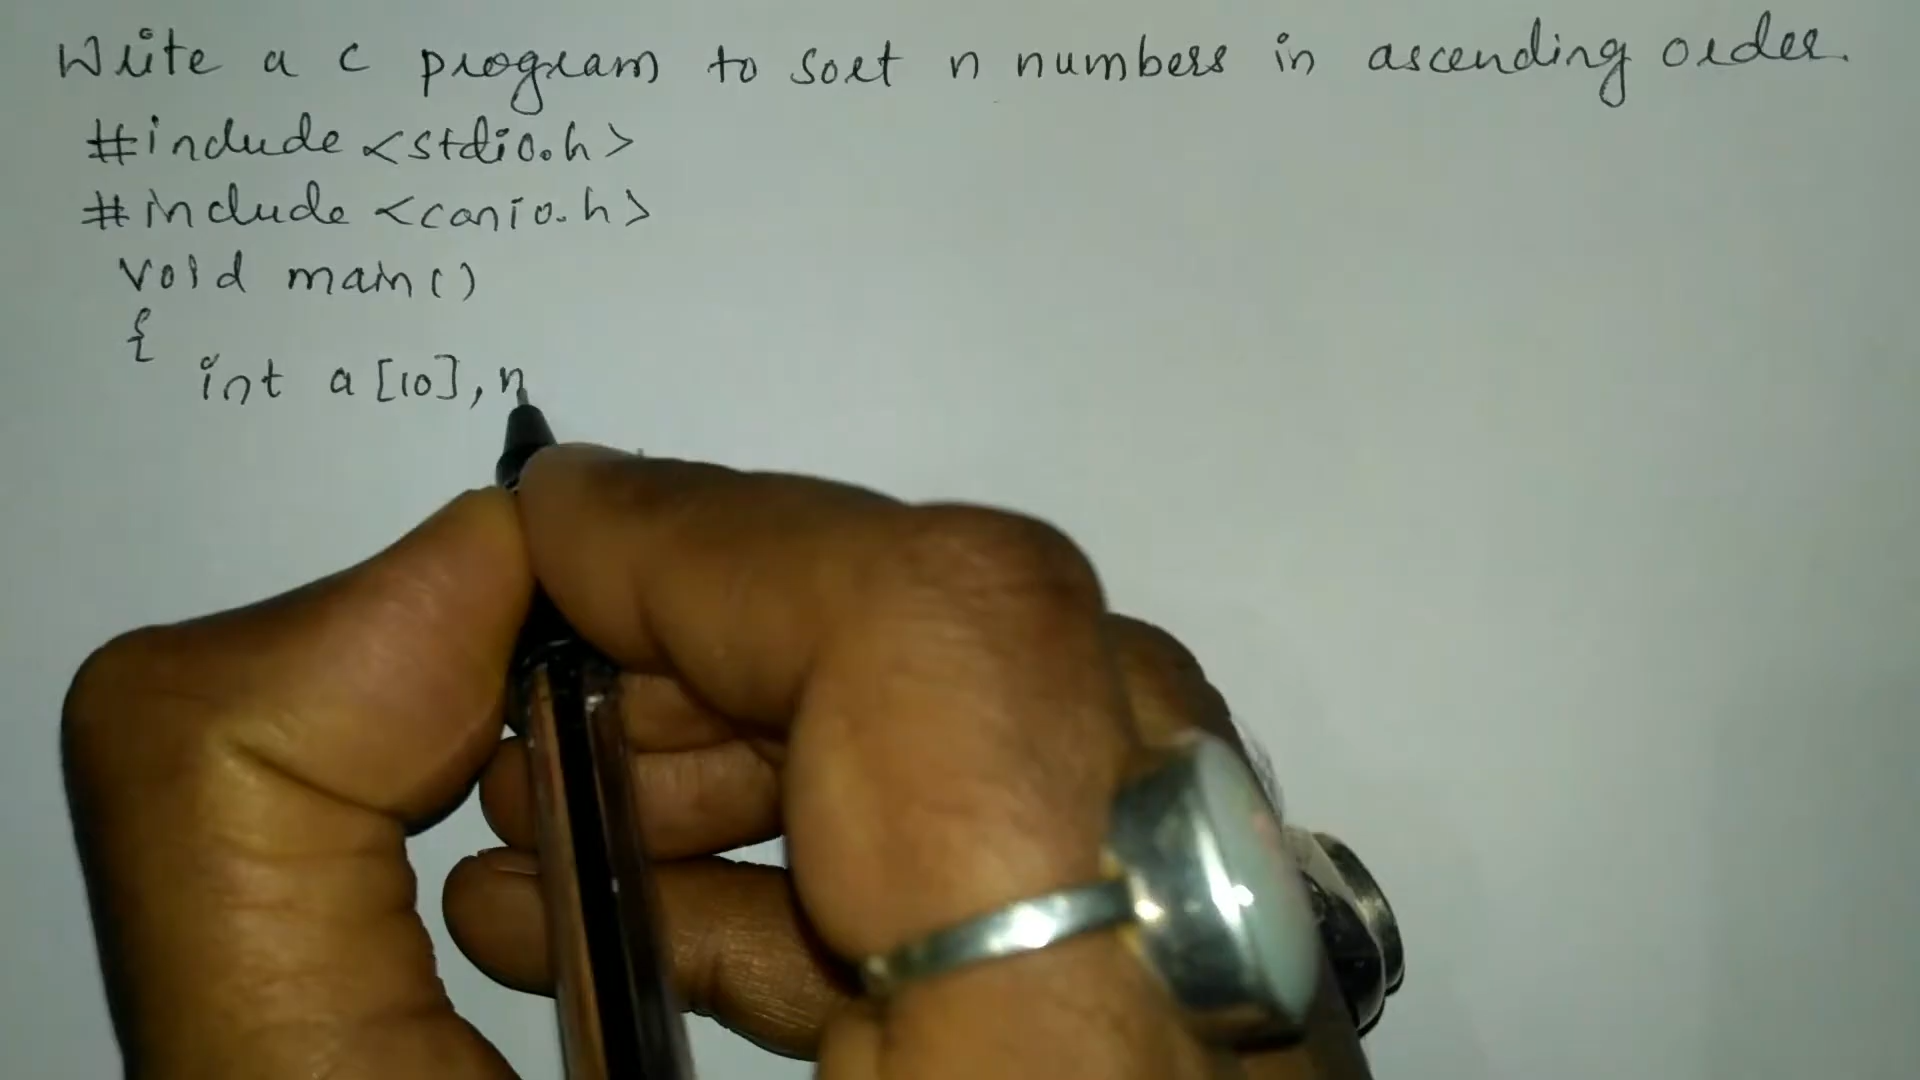 Write a c program to sort n numbers in ascending order.
#include <stdio.h>
#include <conio.h>
void main()
{
int a[10],n